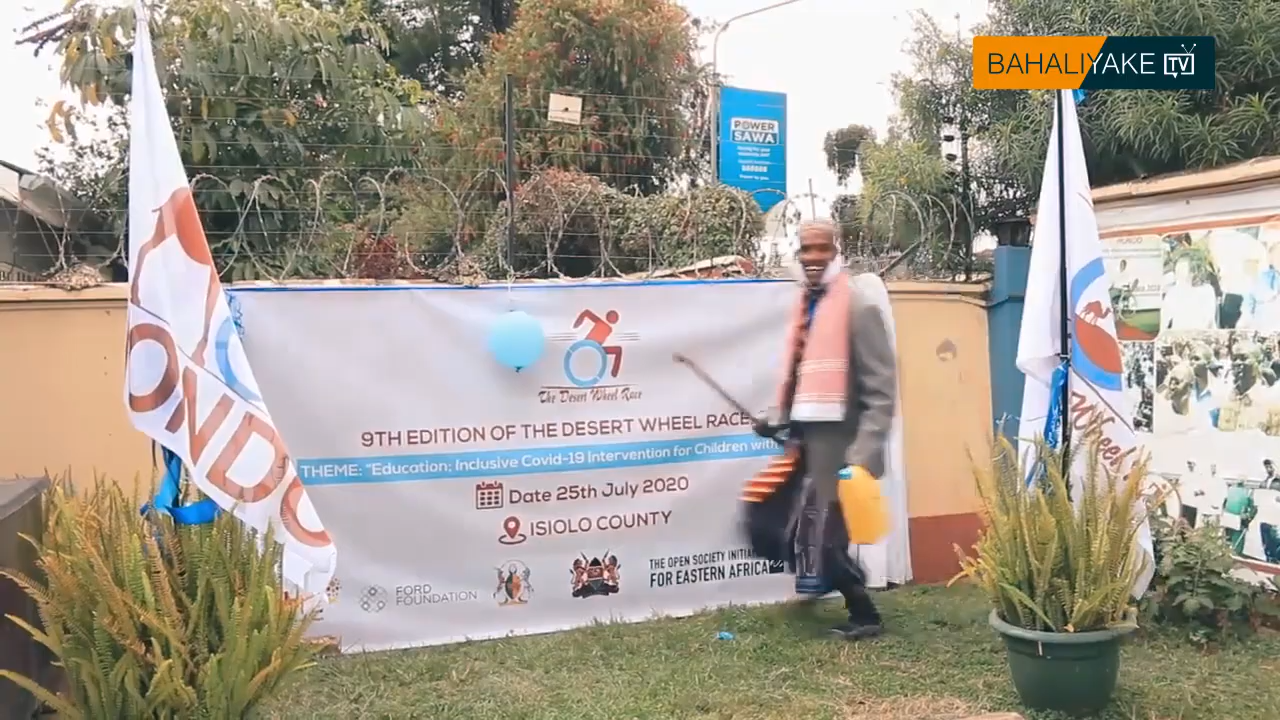 BAHALIYAKE TV
POWER
SAWA
ONDO
The Desert Wheel Race
9TH EDITION OF THE DESERT WHEEL RACE
THEME: "Education; Inclusive Covid-19 Intervention for Children with
Date 25th July 2020
ISIOLO COUNTY
FORD
FOUNDATION
THE OPEN SOCIETY
FOR EASTERN AFRICA
Wheel